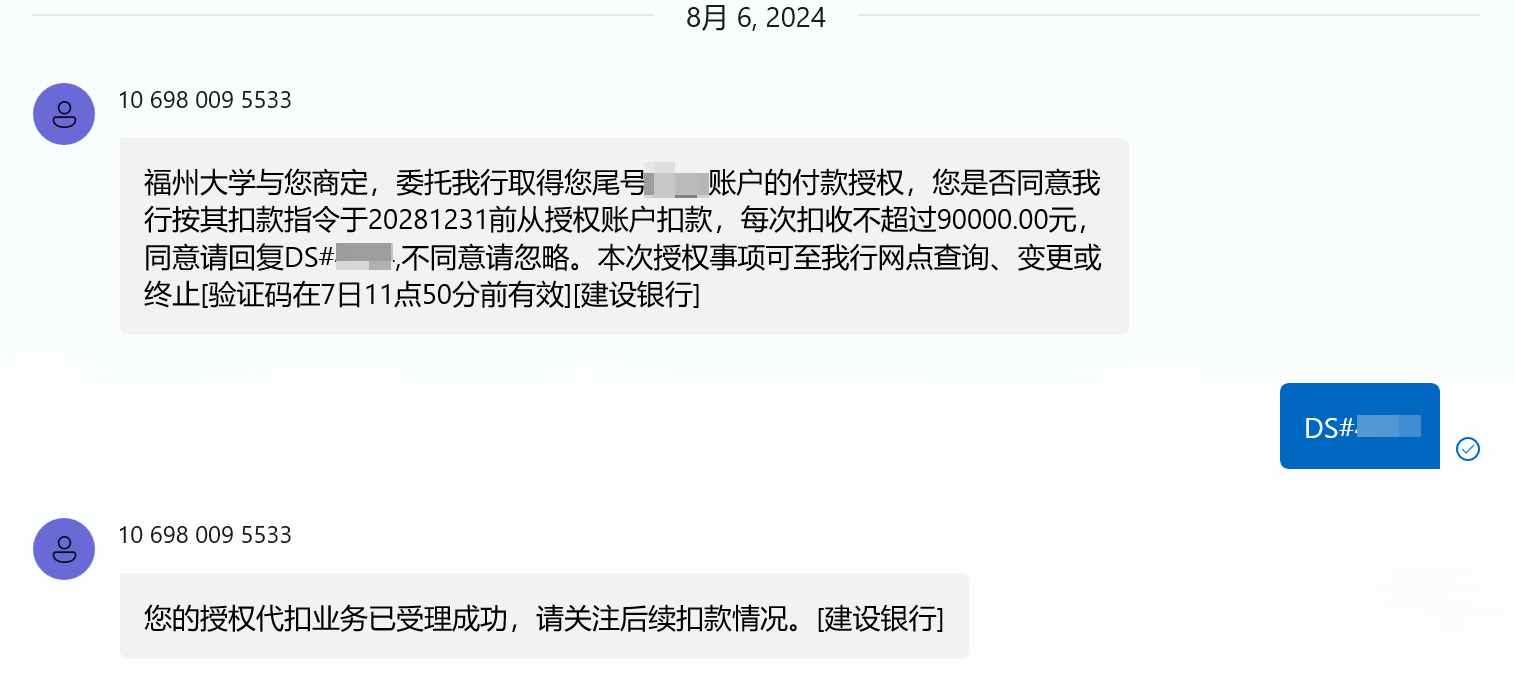 8月 6, 2024
10 698 009 5533
福州大学与您商定，委托我行取得您尾号账户的付款授权，您是否同意我
行按其扣款指令于20281231前从授权账户扣款，每次扣收不超过90000.00元，
同意请回复DS#,不同意请忽略。本次授权事项可至我行网点查询、变更或
终止[验证码在7日11点50分前有效][建设银行]
DS#
10 698 009 5533
您的授权代扣业务已受理成功，请关注后续扣款情况。[建设银行]